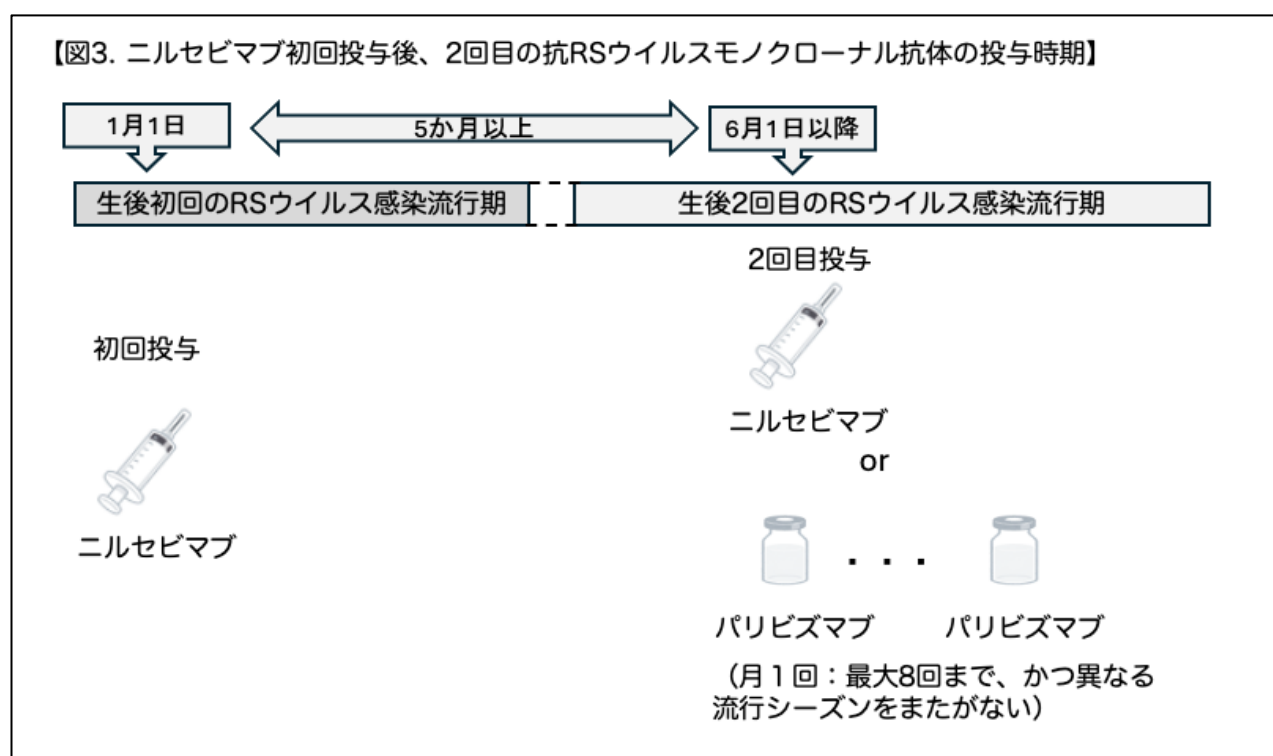 【図3. ニルセビマブ初回投与後、2回目の抗RSウイルスモノクローナル抗体の投与時期】
1月1日
5か月以上
6月1日以降
生後初回のRSウイルス感染流行期
生後2回目のRSウイルス感染流行期
2回目投与
初回投与
ニルセビマブ
or
ニルセビマブ
・・・
パリビズマブ
パリビズマブ
（月１回：最大8回まで、かつ異なる
流行シーズンをまたがない）